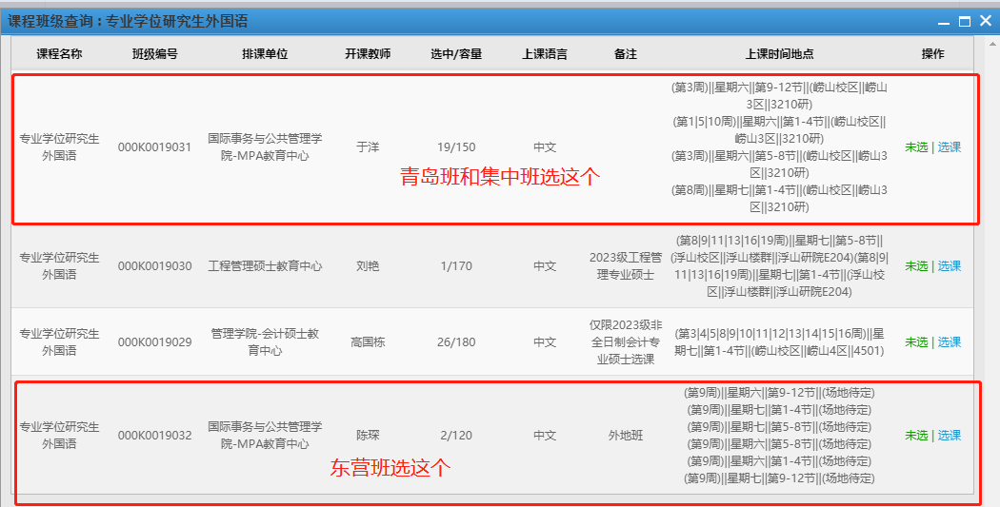 课程班级查询 : 专业学位研究生外国语
课程名称 班级编号 排课单位 开课教师 选中/容量 上课语言 备注 上课时间地点 操作
专业学位研究生
外国语
000K0019031
国际事务与公共管理学
院-MPA教育中心
于洋
19/150
中文
(第3周)||星期六||第9-12节||(崂山校区||崂山
3区||3210研)
(第1|5|10周)||星期六||第1-4节||(崂山校区||
崂山3区||3210研)
(第3周)||星期六||第5-8节||(崂山校区||崂山3
区||3210研)
(第8周)||星期七||第1-4节||(崂山校区||崂山3
区||3210研)
未选 | 选课
青岛班和集中班选这个
专业学位研究生
外国语
000K0019030
工程管理硕士教育中心
刘艳
1/170
中文
2023级工程管
理专业硕士
(第8|9|11|13|16|19周)||星期七||第5-8节||
(浮山校区||浮山楼群||浮山研院E204)(第8|9|
11|13|16|19周)||星期七||第1-4节||(浮山校
区||浮山楼群||浮山研院E204)
未选 | 选课
专业学位研究生
外国语
000K0019029
管理学院-会计硕士教
育中心
高国栋
26/180
中文
仅限2023级非
全日制会计专
业硕士选课
(第3|4|5|8|9|10|11|12|13|14|15|16周)||星
期七||第1-4节||(崂山校区||崂山4区||4501)
未选 | 选课
专业学位研究生
外国语
000K0019032
国际事务与公共管理学
院-MPA教育中心
陈琛
2/120
中文
外地班
(第9周)||星期六||第9-12节||(场地待定)
(第9周)||星期七||第1-4节||(场地待定)
(第9周)||星期七||第5-8节||(场地待定)
(第9周)||星期六||第5-8节||(场地待定)
(第9周)||星期六||第1-4节||(场地待定)
(第9周)||星期七||第9-12节||(场地待定)
未选 | 选课
东营班选这个